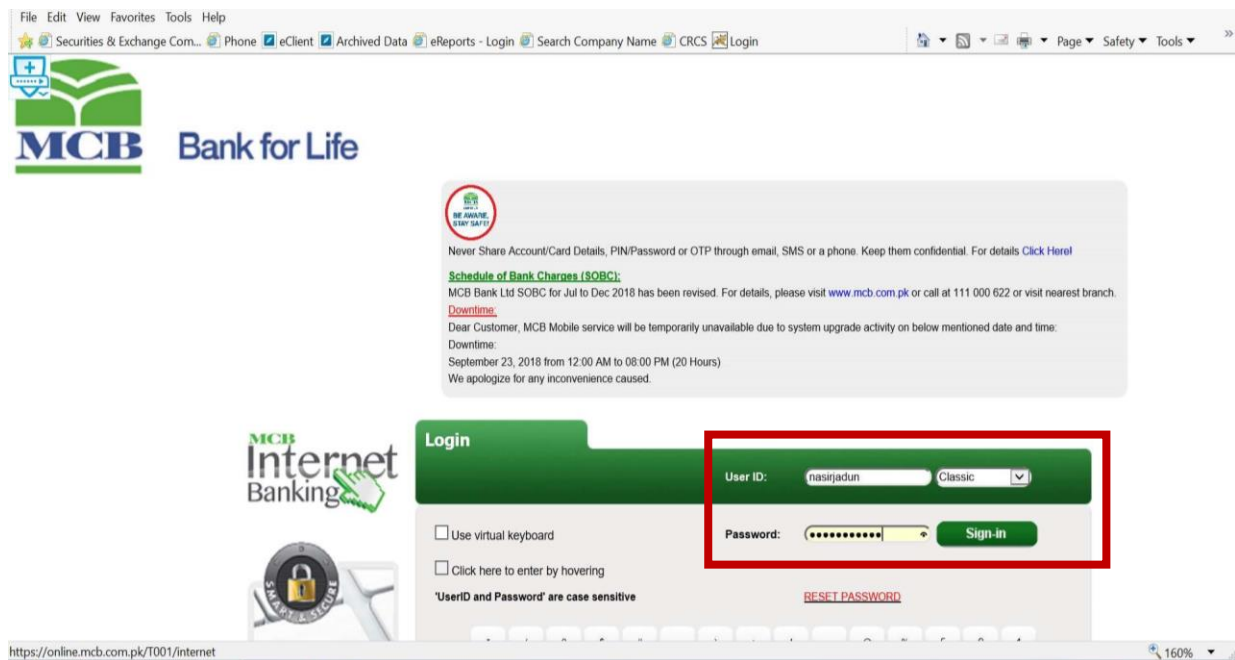 File Edit View Favorites Tools Help
Securities & Exchange Com... Phone eClient Archived Data eReports - Login Search Company Name CRCS Login
Page Safety Tools »
MCB Bank for Life
MCB
BE AWARE,
STAY SAFE!
Never Share Account/Card Details, PIN/Password or OTP through email, SMS or a phone. Keep them confidential. For details Click Here!
Schedule of Bank Charges (SOBC):
MCB Bank Ltd SOBC for Jul to Dec 2018 has been revised. For details, please visit www.mcb.com.pk or call at 111 000 622 or visit nearest branch.
Downtime:
Dear Customer, MCB Mobile service will be temporarily unavailable due to system upgrade activity on below mentioned date and time:
Downtime:
September 23, 2018 from 12:00 AM to 08:00 PM (20 Hours)
We apologize for any inconvenience caused.
MCB
Internet
Banking
Login
User ID: nasirjadun Classic
Use virtual keyboard
Password: ••••••••••• Sign-in
Click here to enter by hovering
'UserID and Password' are case sensitive
RESET PASSWORD
SMART & SECURE
https://online.mcb.com.pk/T001/internet
160%